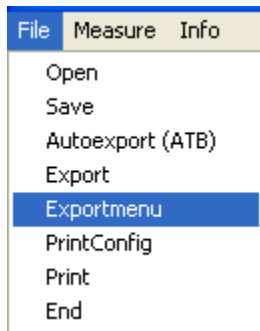 File Measure Info
Open
Save
Autoexport (ATB)
Export
Exportmenu
PrintConfig
Print
End